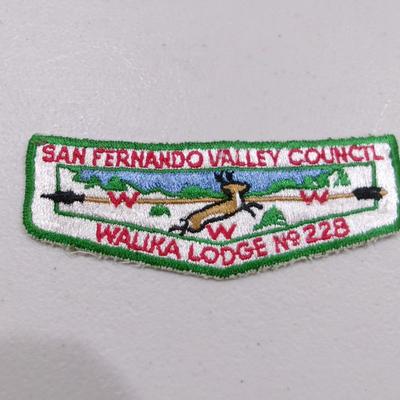 SAN FERNANDO VALLEY COUNCIL
W W W
WALIKA LODGE Nº 228